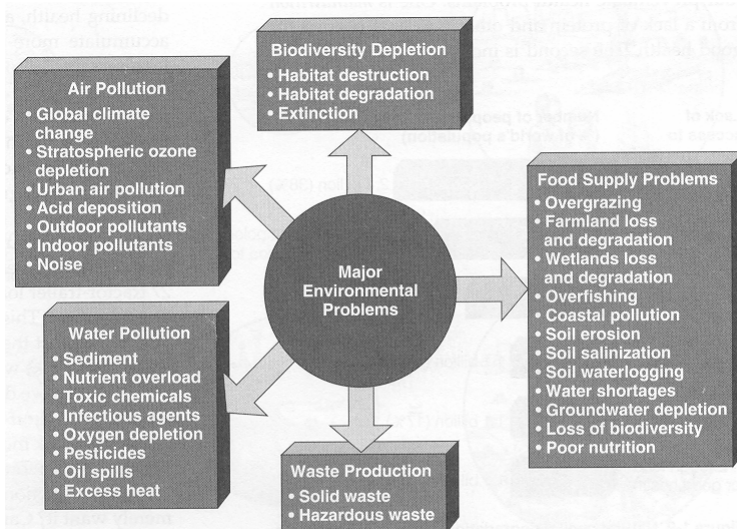 Biodiversity Depletion
• Habitat destruction
• Habitat degradation
• Extinction
Air Pollution
• Global climate
change
• Stratospheric ozone
depletion
• Urban air pollution
• Acid deposition
• Outdoor pollutants
• Indoor pollutants
• Noise
Major
Environmental
Problems
Food Supply Problems
• Overgrazing
• Farmland loss
and degradation
• Wetlands loss
and degradation
• Overfishing
• Coastal pollution
• Soil erosion
• Soil salinization
• Soil waterlogging
• Water shortages
• Groundwater depletion
• Loss of biodiversity
• Poor nutrition
Water Pollution
• Sediment
• Nutrient overload
• Toxic chemicals
• Infectious agents
• Oxygen depletion
• Pesticides
• Oil spills
• Excess heat
Waste Production
• Solid waste
• Hazardous waste
declining health, a
accumulate more